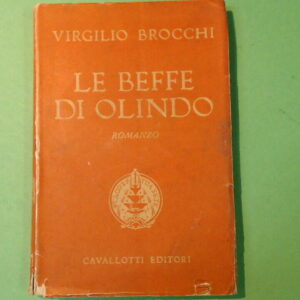 VIRGILIO BROCCHI
LE BEFFE
DI OLINDO
ROMANZO
CAVALLOTTI EDITORI